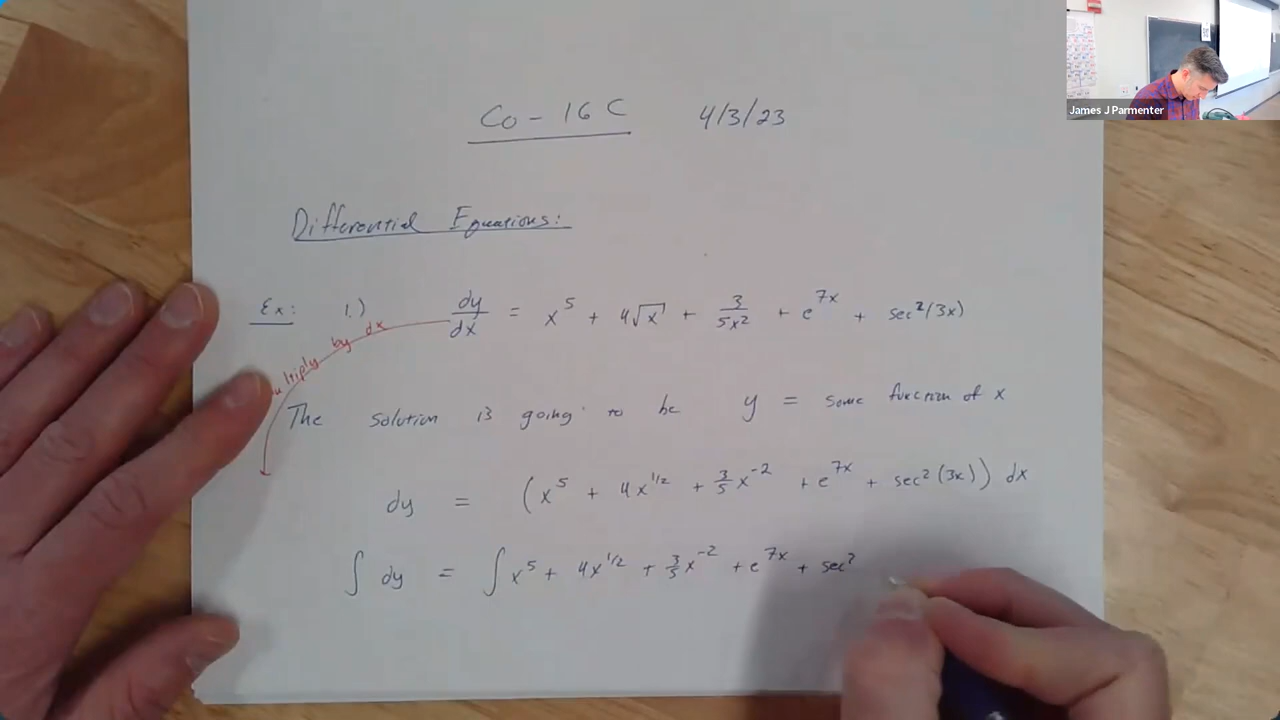 James J Parmenter
Co - 16 C 4/3/23
Differential Equations:
Ex: 1.) dy/dx = x^5 + 4√x + 3/5x^2 + e^7x + sec^2(3x)
by dx
The solution is going to be y = some function of x
dy = (x^5 + 4x^1/2 + 3/5 x^-2 + e^7x + sec^2(3x)) dx
∫ dy = ∫ x^5 + 4x^1/2 + 3/5 x^-2 + e^7x + sec^2